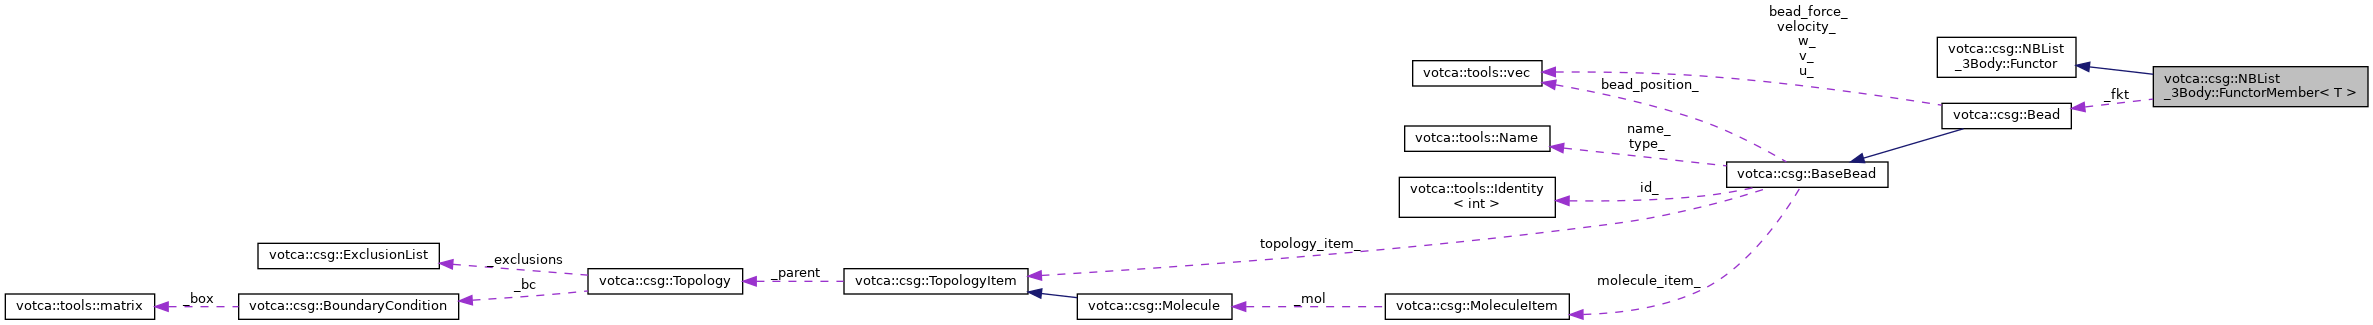 bead_force_
velocity_
w_
v_
u_
votca::csg::NBList
_3Body::Functor
votca::tools::vec
votca::csg::NBList
_3Body::FunctorMember< T >
bead_position_
_fkt
votca::csg::Bead
name_
type_
votca::tools::Name
votca::csg::BaseBead
votca::tools::Identity
< int >
id_
topology_item_
votca::csg::ExclusionList
_exclusions
_bc
votca::csg::Topology
_parent
votca::csg::TopologyItem
molecule_item_
votca::tools::matrix
_box
votca::csg::BoundaryCondition
votca::csg::Molecule
_mol
votca::csg::MoleculeItem